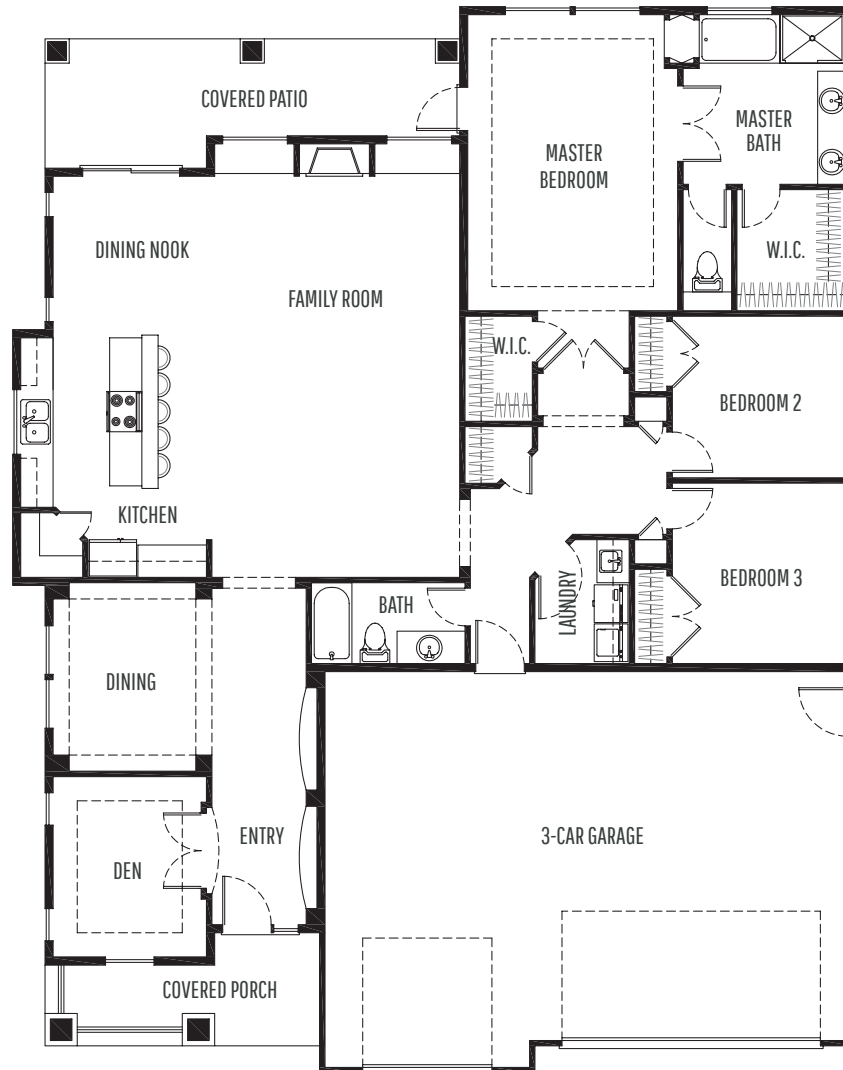 COVERED PATIO
MASTER
BATH
MASTER
BEDROOM
DINING NOOK
W.I.C.
FAMILY ROOM
W.I.C.
BEDROOM 2
KITCHEN
BEDROOM 3
BATH
LAUNDRY
DINING
ENTRY
3-CAR GARAGE
DEN
COVERED PORCH